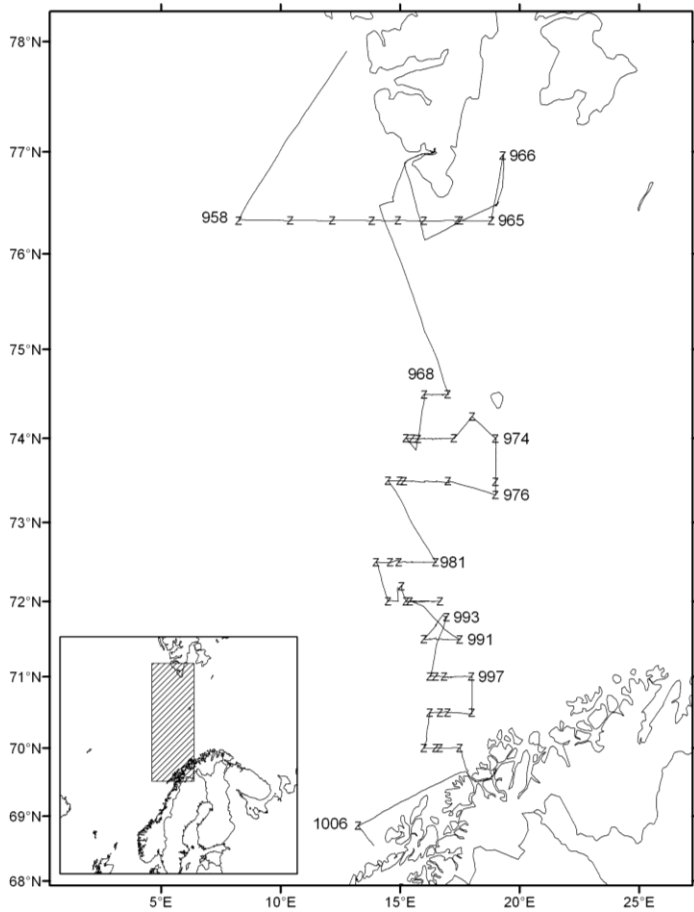 78°N
77°N
Z 966
958 Z Z Z Z Z Z Z Z 965
76°N
75°N
968
Z Z
Z
74°N Z Z Z Z Z 974
Z Z Z Z Z
Z 976
73°N
Z Z Z Z 981
Z
72°N Z Z Z Z
Z 993
Z Z 991
71°N Z Z Z Z 997
Z Z Z Z Z
70°N Z Z Z Z
69°N
1006 Z
68°N
5°E 10°E 15°E 20°E 25°E